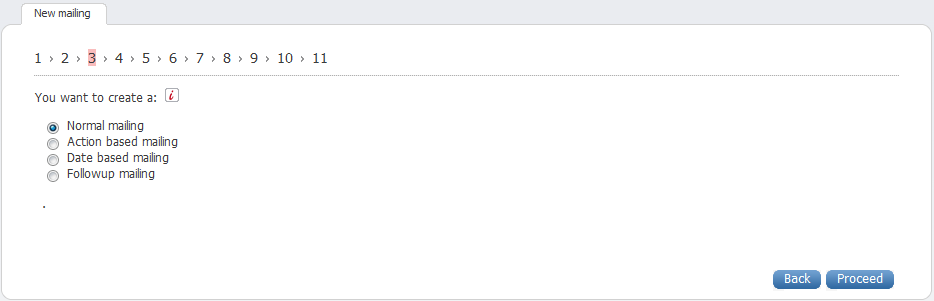 New mailing
1 › 2 › 3 › 4 › 5 › 6 › 7 › 8 › 9 › 10 › 11
You want to create a: i
Normal mailing
Action based mailing
Date based mailing
Followup mailing
.
Back Proceed